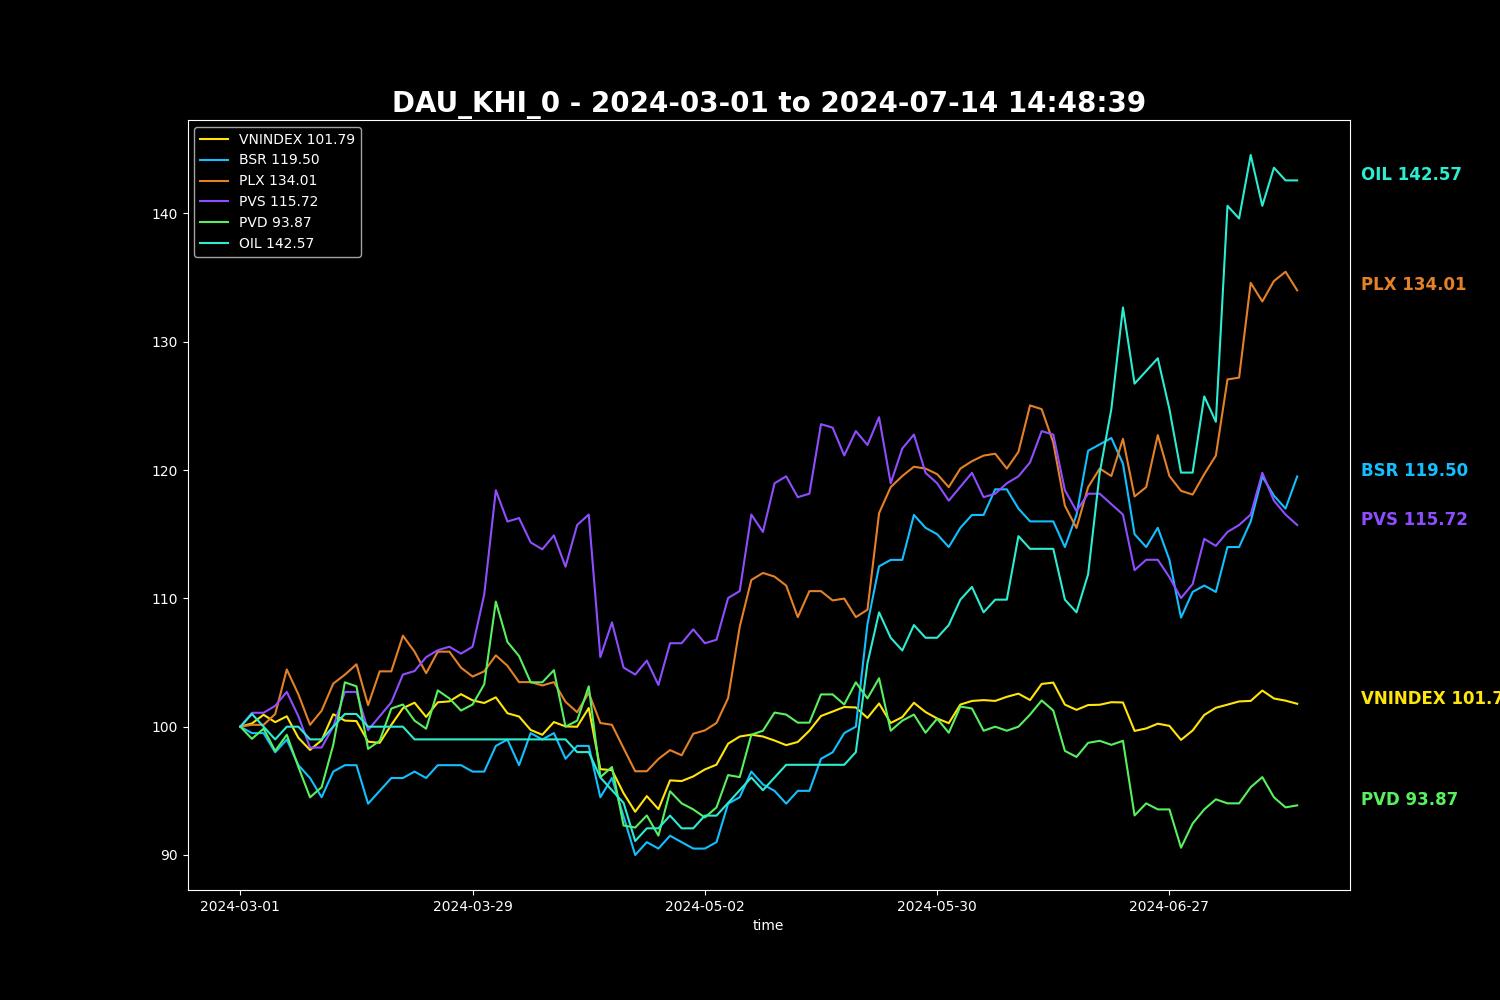 DAU_KHI_0 - 2024-03-01 to 2024-07-14 14:48:39
VNINDEX 101.79
BSR 119.50
PLX 134.01
PVS 115.72
PVD 93.87
OIL 142.57
140
130
120
110
100
90
OIL 142.57
PLX 134.01
BSR 119.50
PVS 115.72
VNINDEX 101.7
PVD 93.87
2024-03-01 2024-03-29 2024-05-02 2024-05-30 2024-06-27
time